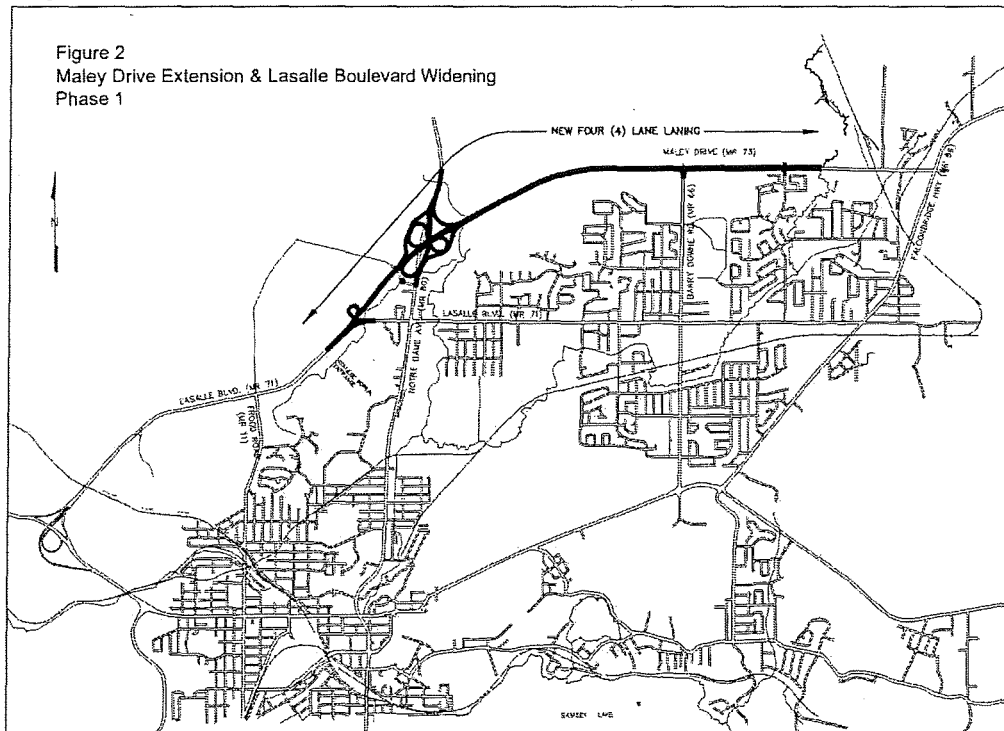 Figure 2
Maley Drive Extension & Lasalle Boulevard Widening
Phase 1
NEW FOUR (4) LANE LANING
MALEY DRIVE (MR 73)
N
FALCONBRIDGE HWY (MR 86)
BARRY DOWNE RD. (MR 66)
NOTRE DAME AVE (MR 80)
LASALLE BLVD. (MR 71)
LASALLE BLVD. (MR 71)
FROOD ROAD
(MR 11)
RAMSEY LAKE